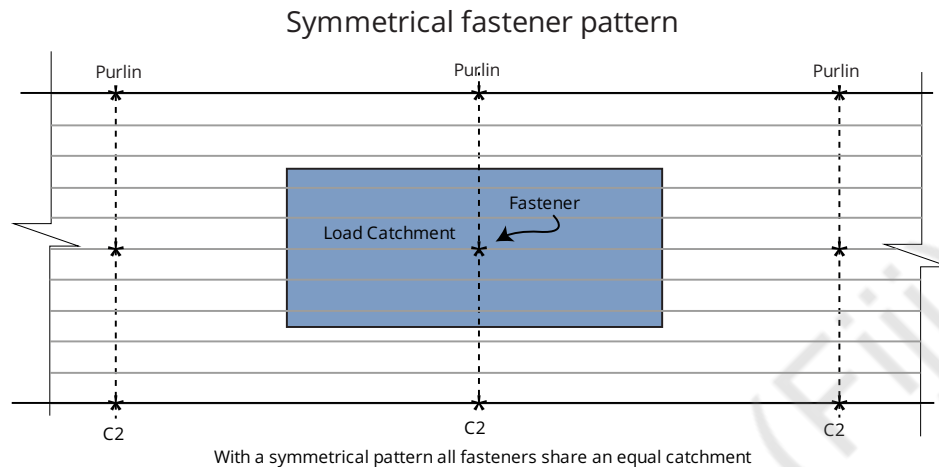 Symmetrical fastener pattern
Purlin
Purlin
Purlin
Fastener
Load Catchment
C2
C2
C2
With a symmetrical pattern all fasteners share an equal catchment
(Fiji